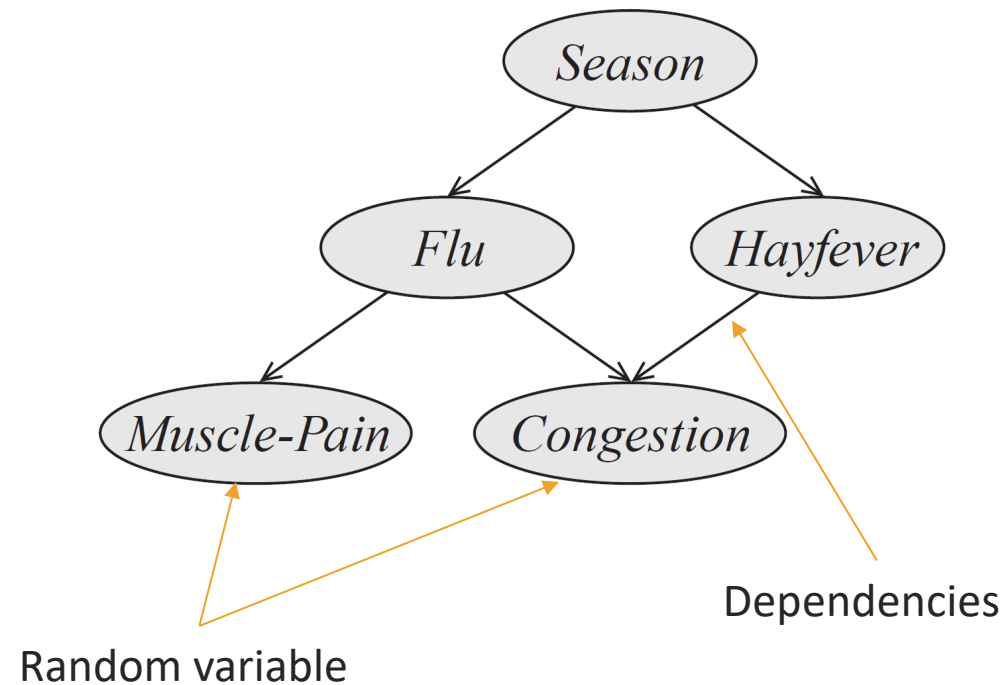 Season
Flu
Hayfever
Muscle-Pain
Congestion
Dependencies
Random variable